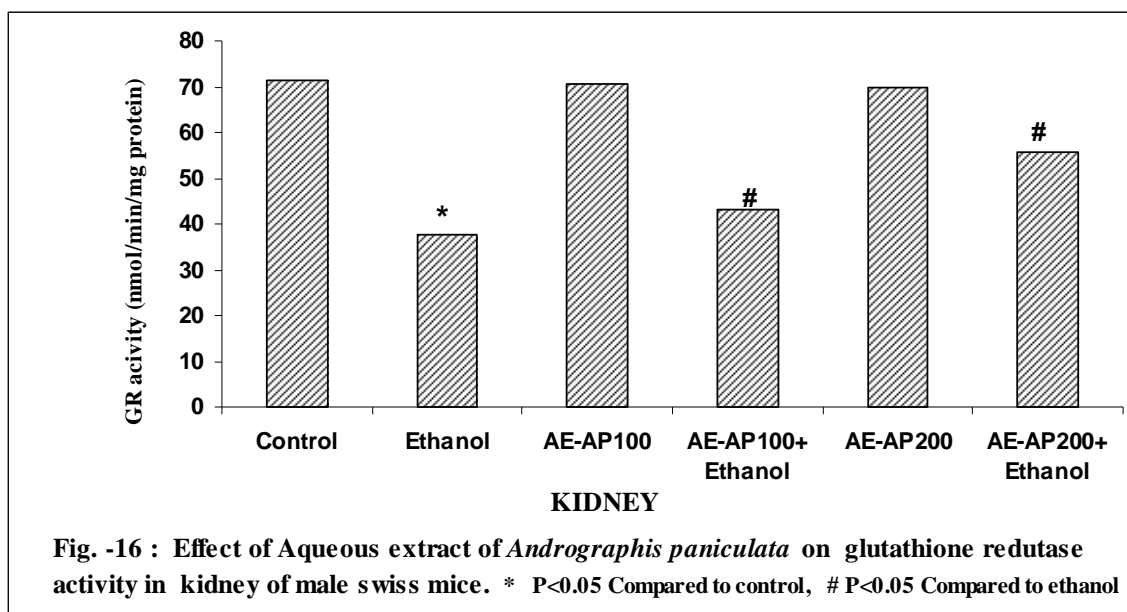 80
70
60
50
40
30
20
10
0
GR acivity (nmol/min/mg protein)
*
#
#
Control Ethanol AE-AP100 AE-AP100+ AE-AP200 AE-AP200+
Ethanol Ethanol
KIDNEY
Fig. -16 : Effect of Aqueous extract of Andrographis paniculata on glutathione redutase
activity in kidney of male swiss mice. * P<0.05 Compared to control, # P<0.05 Compared to ethanol